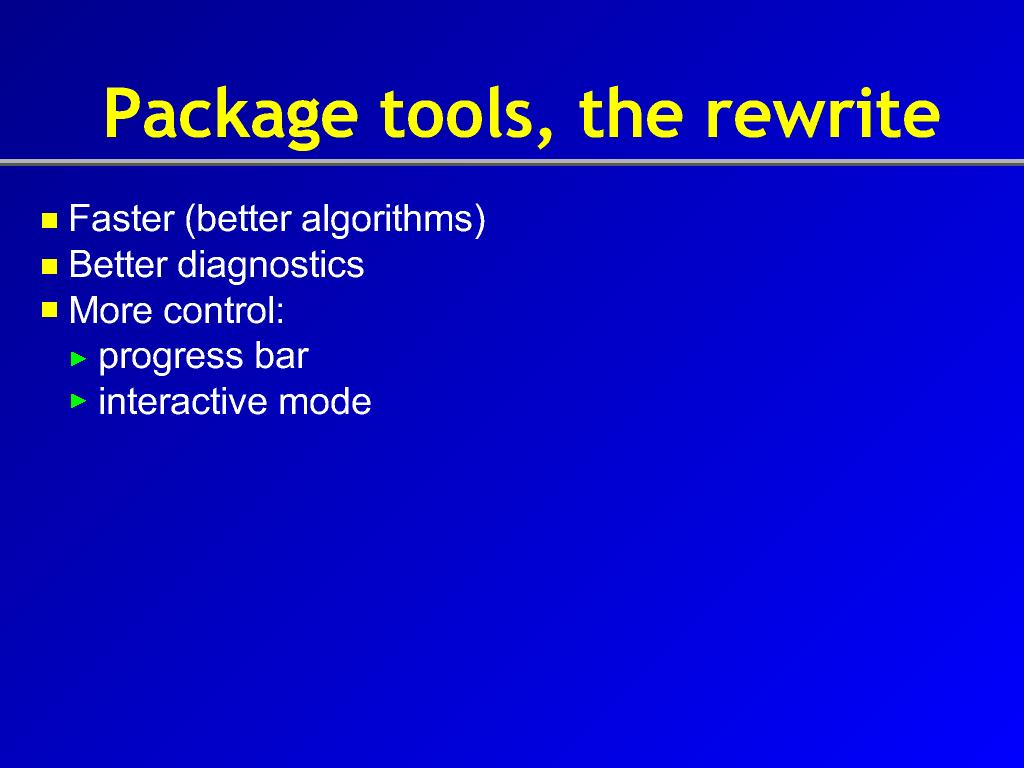 Package tools, the rewrite
Faster (better algorithms)
Better diagnostics
More control:
progress bar
interactive mode